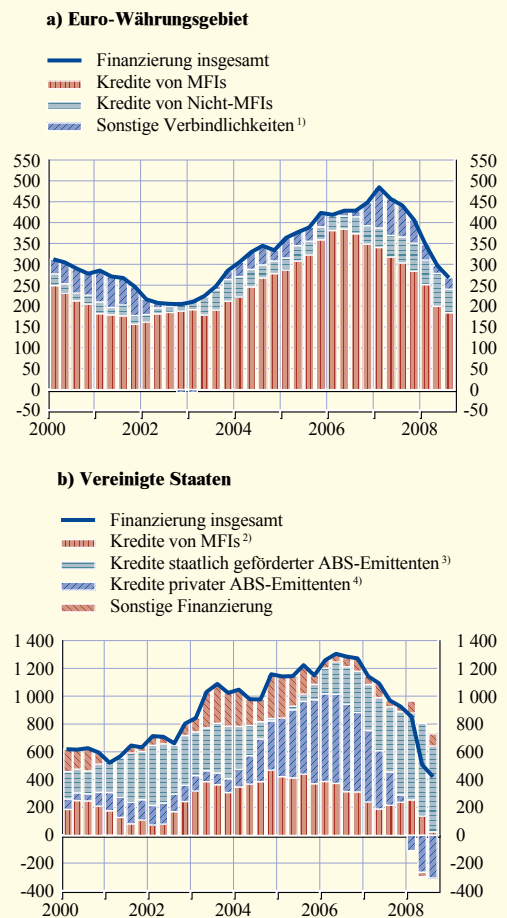 a) Euro-Währungsgebiet
Finanzierung insgesamt
Kredite von MFIs
Kredite von Nicht-MFIs
Sonstige Verbindlichkeiten 1)
550 550
500 500
450 450
400 400
350 350
300 300
250 250
200 200
150 150
100 100
50 50
0 0
-50 -50
2000 2002 2004 2006 2008
b) Vereinigte Staaten
Finanzierung insgesamt
Kredite von MFIs 2)
Kredite staatlich geförderter ABS-Emittenten 3)
Kredite privater ABS-Emittenten 4)
Sonstige Finanzierung
1 400 1 400
1 200 1 200
1 000 1 000
800 800
600 600
400 400
200 200
0 0
-200 -200
-400 -400
2000 2002 2004 2006 2008